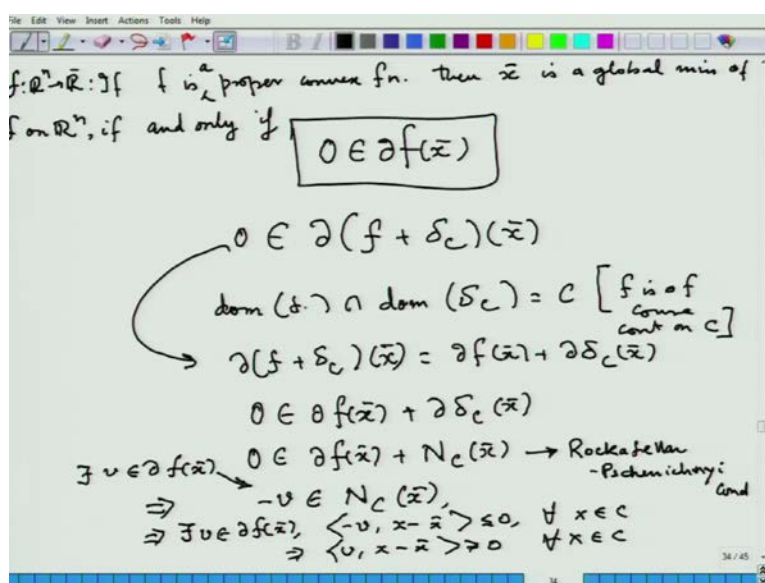 File Edit View Insert Actions Tools Help
f: ℝⁿ→ℝ̄ : If f is a proper convex fn. then x̄ is a global min of
f on ℝⁿ, if and only if
0 ∈ ∂f(x̄)
0 ∈ ∂(f + δ_C)(x̄)
dom (f.) ∩ dom (δ_C) = C [f is of course cont on C]
∂(f + δ_C)(x̄) = ∂f(x̄) + ∂δ_C(x̄)
0 ∈ ∂f(x̄) + ∂δ_C(x̄)
0 ∈ ∂f(x̄) + N_C(x̄) → Rockafellar
-Pschenichnyi Cond
∃ v ∈ ∂f(x̄)
⇒ -v ∈ N_C(x̄),
⇒ ∃ v ∈ ∂f(x̄), ⟨-v, x-x̄⟩ ≤ 0, ∀ x ∈ C
⇒ ⟨v, x-x̄⟩ ≥ 0 ∀ x ∈ C
34 / 45
34